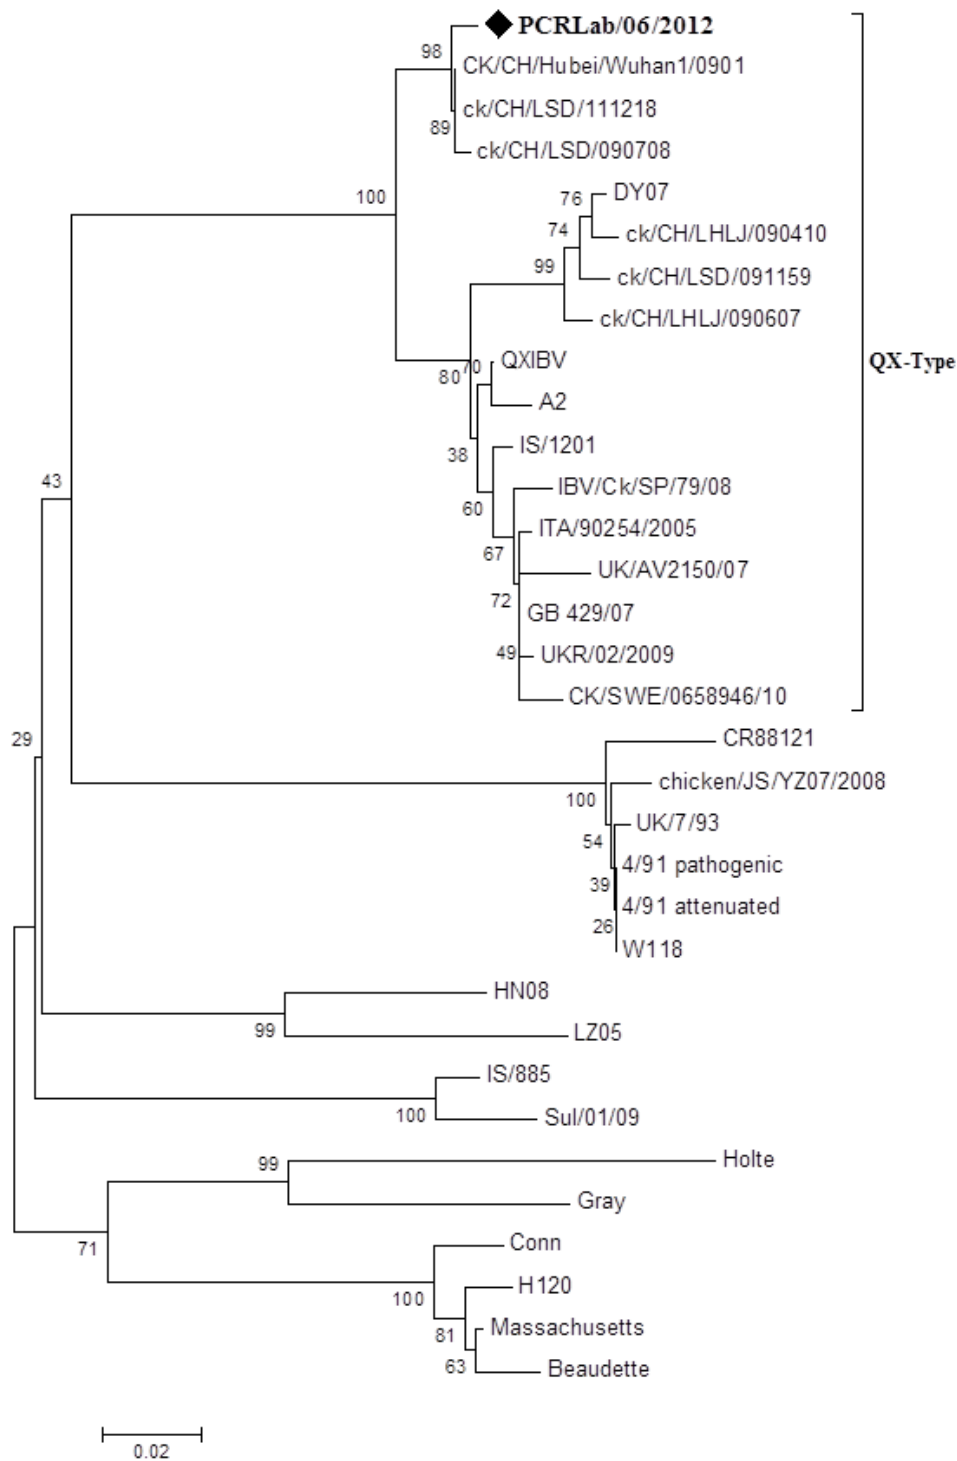 PCRLab/06/2012
98
CK/CH/Hubei/Wuhan1/0901
ck/CH/LSD/111218
89
ck/CH/LSD/090708
100
76
DY07
74
ck/CH/LHLJ/090410
99
ck/CH/LSD/091159
ck/CH/LHLJ/090607
QXIBV
QX-Type
70
80
A2
IS/1201
38
IBV/Ck/SP/79/08
43
60
ITA/90254/2005
67
UK/AV2150/07
72
GB 429/07
49
UKR/02/2009
CK/SWE/0658946/10
29
CR88121
chicken/JS/YZ07/2008
100
UK/7/93
54
4/91 pathogenic
39
4/91 attenuated
26
W118
HN08
99
LZ05
IS/885
100
Sul/01/09
99
Holte
Gray
71
Conn
100
H120
81
Massachusetts
63
Beaudette
0.02